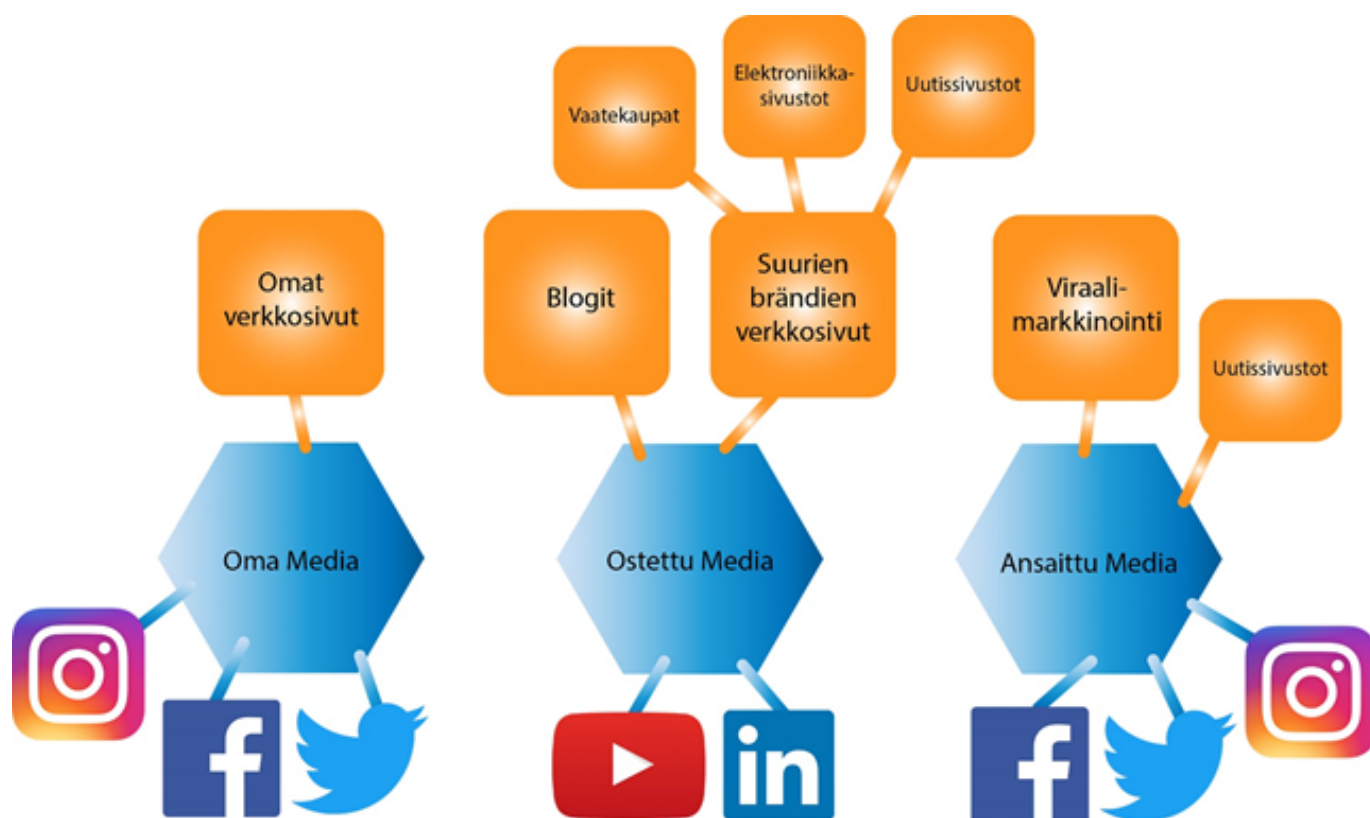 Vaatekaupat
Elektroniikka-
sivustot
Uutissivustot
Omat
verkkosivut
Blogit
Suurien
brändien
verkkosivut
Viraali-
markkinointi
Uutissivustot
Oma Media
Ostettu Media
Ansaittu Media
f
in
f